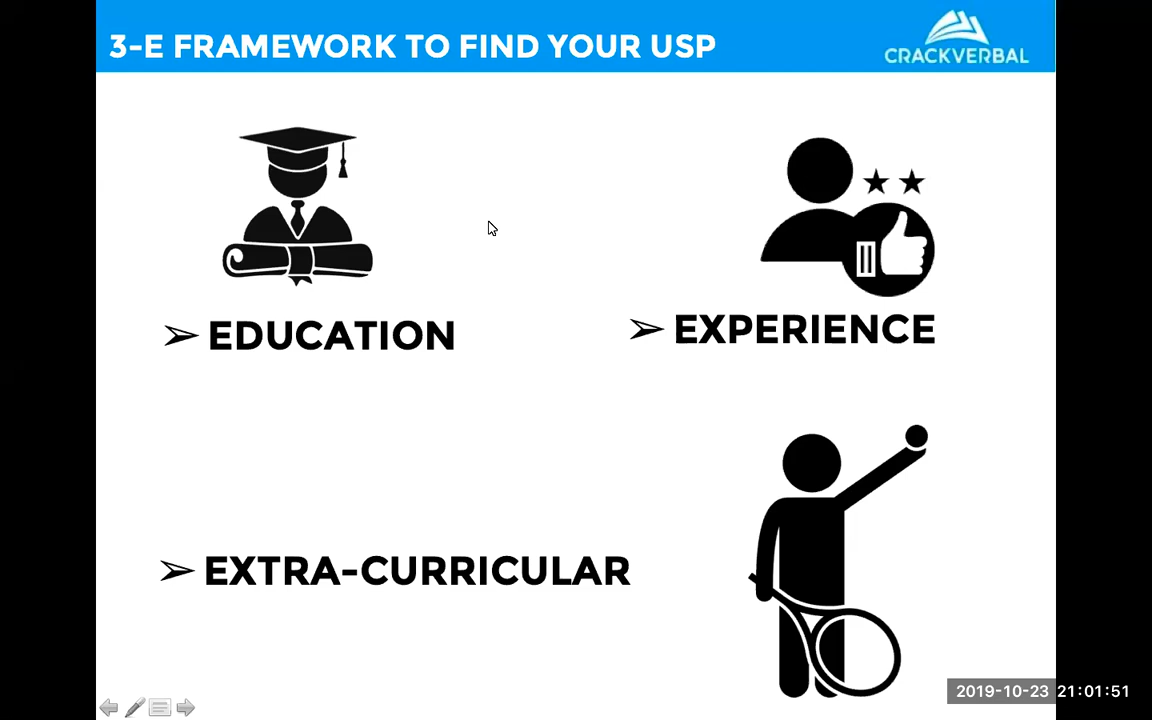 3-E FRAMEWORK TO FIND YOUR USP
CRACKVERBAL
➢ EDUCATION
➢ EXPERIENCE
➢ EXTRA-CURRICULAR
2019-10-23 21:01:51